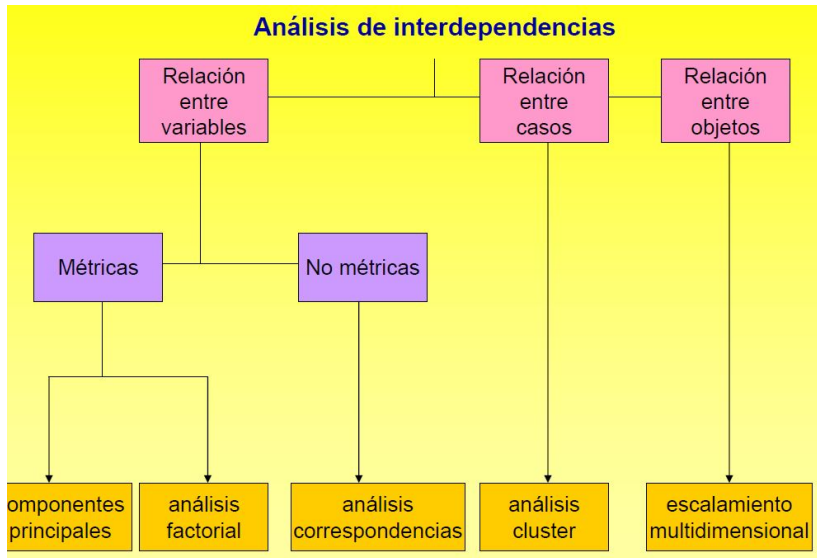 Análisis de interdependencias
Relación
entre
variables
Relación
entre
casos
Relación
entre
objetos
Métricas
No métricas
omponentes
principales
análisis
factorial
análisis
correspondencias
análisis
cluster
escalamiento
multidimensional